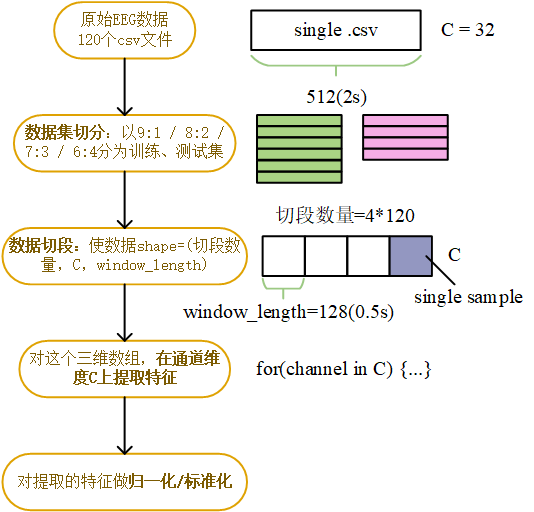 原始EEG数据
120个csv文件
single .csv
C = 32
512(2s)
数据集切分：以9:1 / 8:2 /
7:3 / 6:4分为训练、测试集
切段数量=4*120
数据切段：使数据shape=(切段数
量，C，window_length)
C
single sample
window_length=128(0.5s)
对这个三维数组，在通道维
度C上提取特征
for(channel in C) {...}
对提取的特征做归一化/标准化